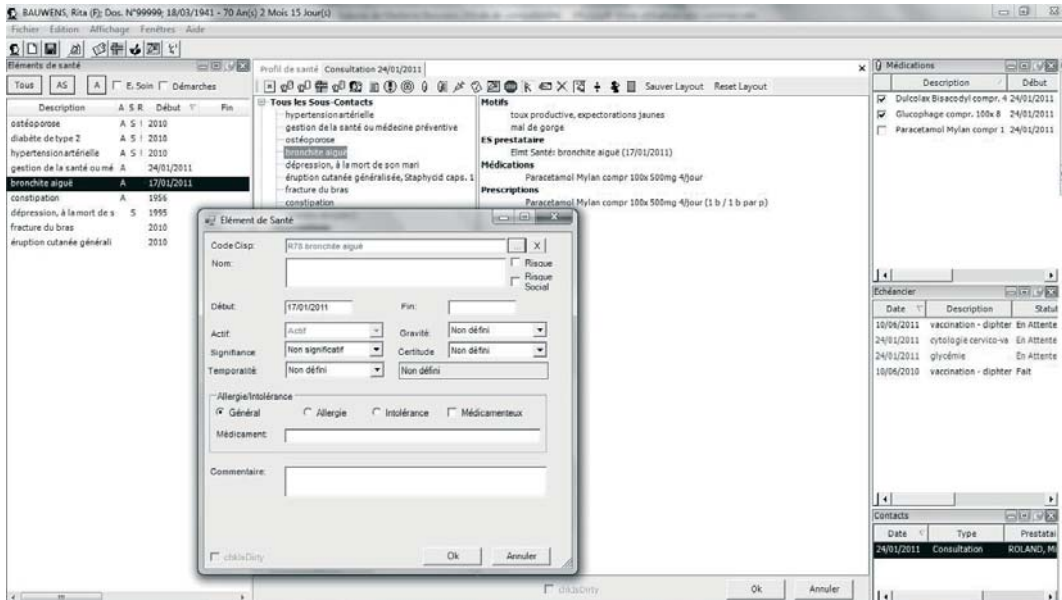 BAUWENS, Rita (F); Dos. N°99999; 18/03/1941 - 70 An(s) 2 Mois 15 Jour(s)
Fichier Edition Affichage Fenêtres Aide
Eléments de santé
Tous AS A E. Soin Démarches
Description A S R Début Fin
ostéoporose A S ! 2010
diabète de type 2 A S ! 2010
hypertension artérielle A S ! 2010
gestion de la santé ou mé A 24/01/2011
bronchite aiguë A 17/01/2011
constipation A 1956
dépression, à la mort de s S 1995
fracture du bras 2010
éruption cutanée générali 2010
Profil de santé Consultation 24/01/2011
Sauver Layout Reset Layout
Tous les Sous-Contacts
hypertension artérielle
gestion de la santé ou médecine préventive
ostéoporose
bronchite aiguë
dépression, à la mort de son mari
éruption cutanée généralisée, Staphycid caps. 1
fracture du bras
constipation
Motifs
toux productive, expectorations jaunes
mal de gorge
ES prestataire
Elmt Santé: bronchite aiguë (17/01/2011)
Médications
Paracetamol Mylan compr 100x 500mg 4/jour
Prescriptions
Paracetamol Mylan compr 100x 500mg 4/jour (1 b / 1 b par p)
Elément de Santé
Code Cisp: R78 bronchite aiguë ... X
Nom: Risque
Risque Social
Début: 17/01/2011 Fin:
Actif: Actif Gravité: Non défini
Signifiance: Non significatif Certitude Non défini
Temporalité: Non défini Non défini
Allergie/Intolérance
Général Allergie Intolérance Médicamenteux
Médicament:
Commentaire:
chkIsDirty Ok Annuler
chkIsDirty Ok Annuler
Médications
Description Début
Dulcolax Bisacodyl compr. 4 24/01/2011
Glucophage compr. 100x 8 24/01/2011
Paracetamol Mylan compr 1 24/01/2011
Echéancier
Date Description Statut
10/06/2011 vaccination - diphter En Attente
24/01/2011 cytologie cervico-va En Attente
24/01/2011 glycémie En Attente
10/06/2010 vaccination - diphter Fait
Contacts
Date Type Prestatai
24/01/2011 Consultation ROLAND, Mi